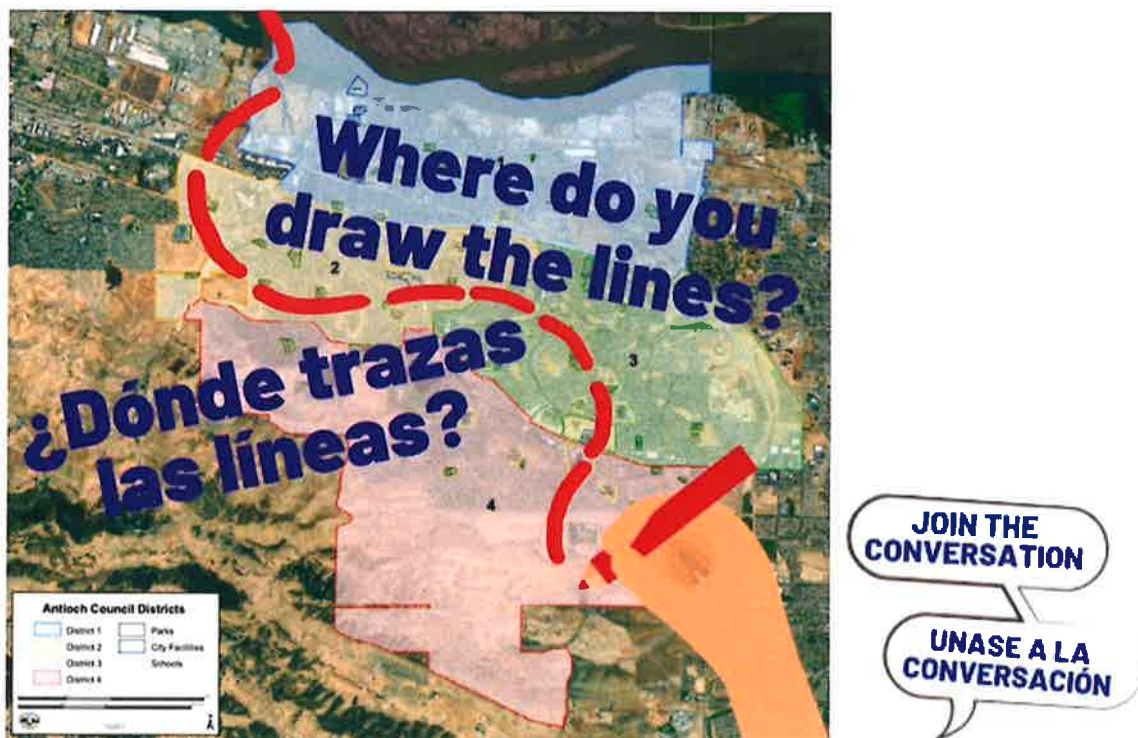 Where do you
draw the lines?
2
3
¿Dónde trazas
las líneas?
4
JOIN THE
CONVERSATION
UNASE A LA
CONVERSACIÓN
Antioch Council Districts
District 1
Parks
District 2
City Facilities
District 3
Schools
District 4